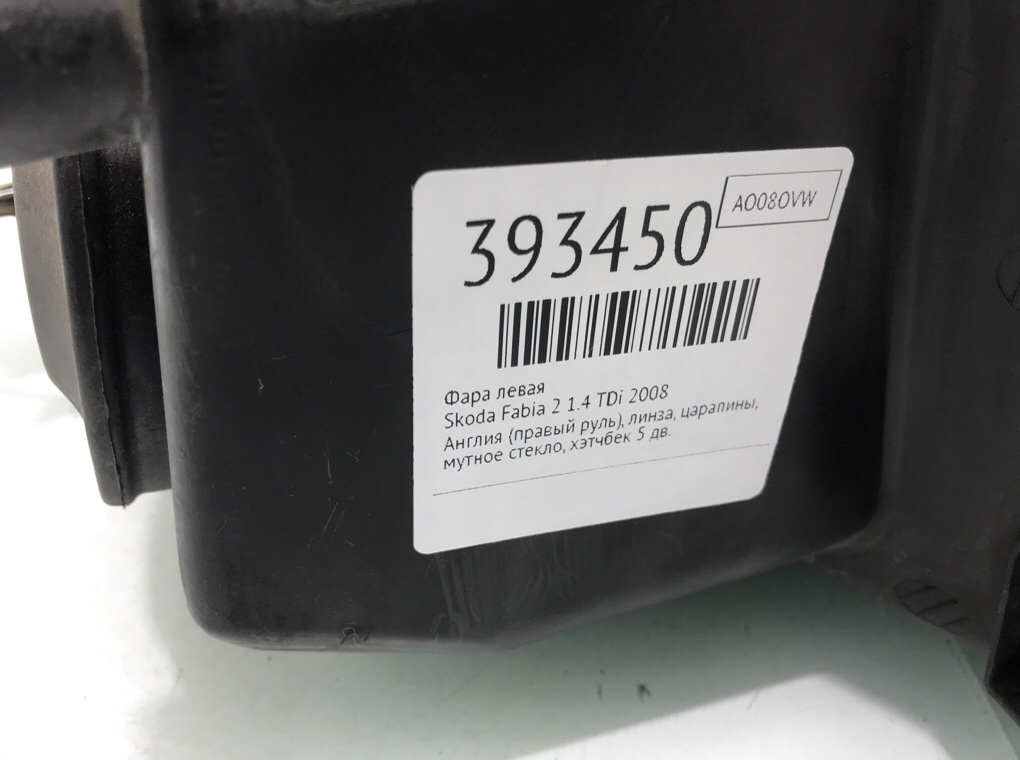 393450
AO08OVW
Фара левая
Skoda Fabia 2 1.4 TDi 2008
Англия (правый руль), линза, царапины,
мутное стекло, хэтчбек 5 дв.